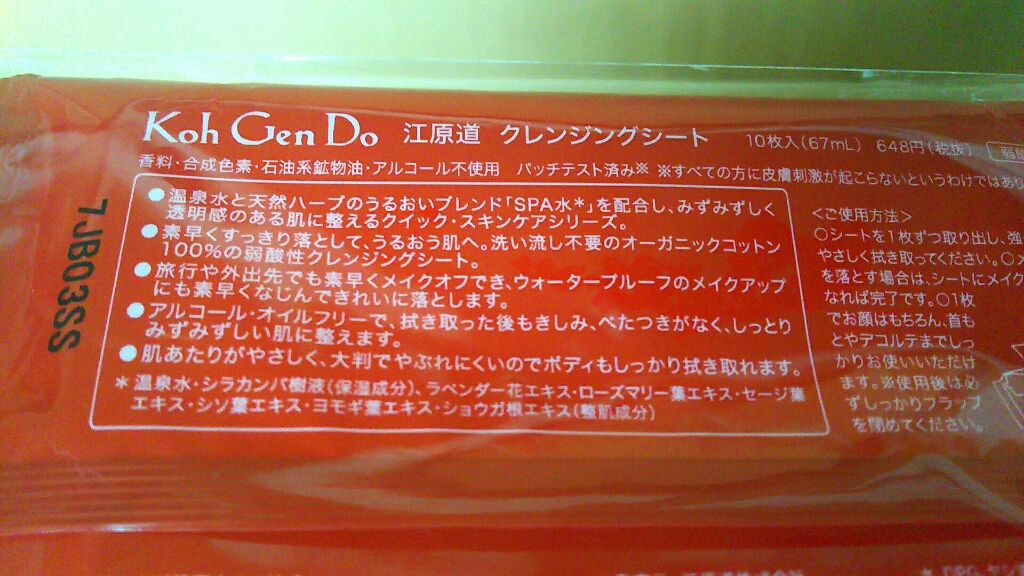 Koh Gen Do 江原道 クレンジングシート 10枚入(67mL) 648円(税抜)
香料・合成色素・石油系鉱物油・アルコール不使用 パッチテスト済み※ ※すべての方に皮膚刺激が起こらないというわけではあり
●温泉水と天然ハーブのうるおいブレンド「SPA水*」を配合し、みずみずしく
透明感のある肌に整えるクイック・スキンケアシリーズ。
●素早くすっきり落として、うるおう肌へ。洗い流し不要のオーガニックコットン
100%の弱酸性クレンジングシート。
●旅行や外出先でも素早くメイクオフでき、ウォータープルーフのメイクアップ
にも素早くなじんできれいに落とします。
●アルコール・オイルフリーで、拭き取った後もきしみ、べたつきがなく、しっとり
みずみずしい肌に整えます。
●肌あたりがやさしく、大判でやぶれにくいのでボディもしっかり拭き取れます。
*温泉水・シラカンバ樹液(保湿成分)、ラベンダー花エキス・ローズマリー葉エキス・セージ葉
エキス・シソ葉エキス・ヨモギ葉エキス・ショウガ根エキス(整肌成分)
<ご使用方法>
○シートを1枚ずつ取り出し、強
やさしく拭き取ってください。○メ
を落とす場合は、シートにメイク
なれば完了です。○1枚
でお顔はもちろん、首も
とやデコルテまでしっ
かりお使いいただけ
ます。※使用後は必
ずしっかりフラップ
を閉めてください。
7JB03SS